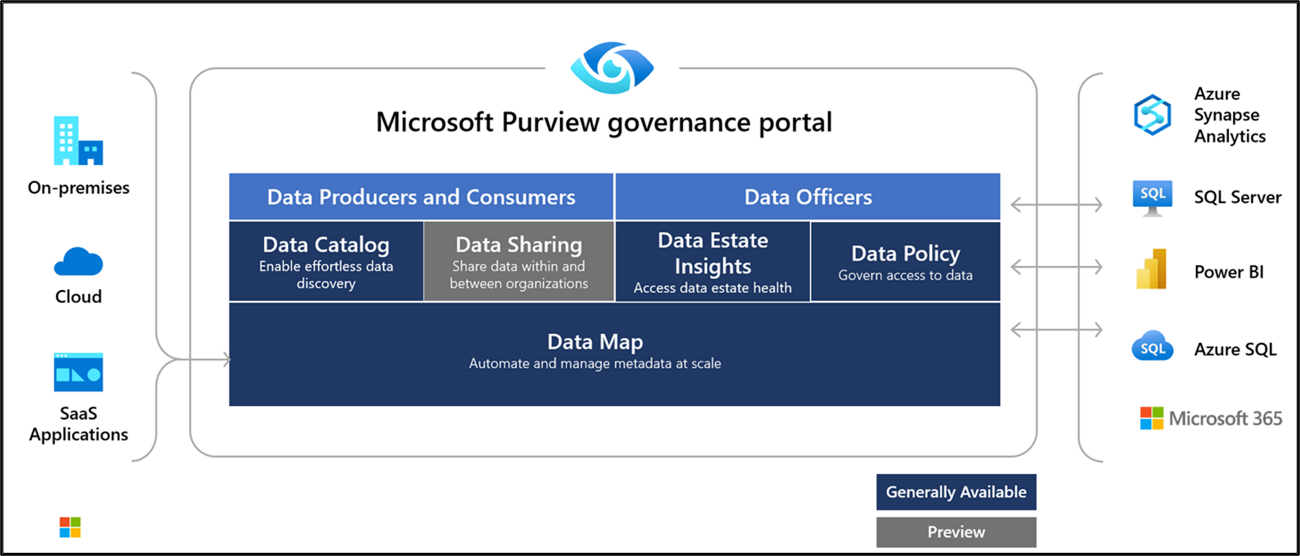 Microsoft Purview governance portal
On-premises
Cloud
SaaS
Applications
Data Producers and Consumers
Data Officers
Data Catalog
Enable effortless data
discovery
Data Sharing
Share data within and
between organizations
Data Estate
Insights
Access data estate health
Data Policy
Govern access to data
Data Map
Automate and manage metadata at scale
Azure
Synapse
Analytics
SQL
SQL Server
Power BI
SQL
Azure SQL
Microsoft 365
Generally Available
Preview